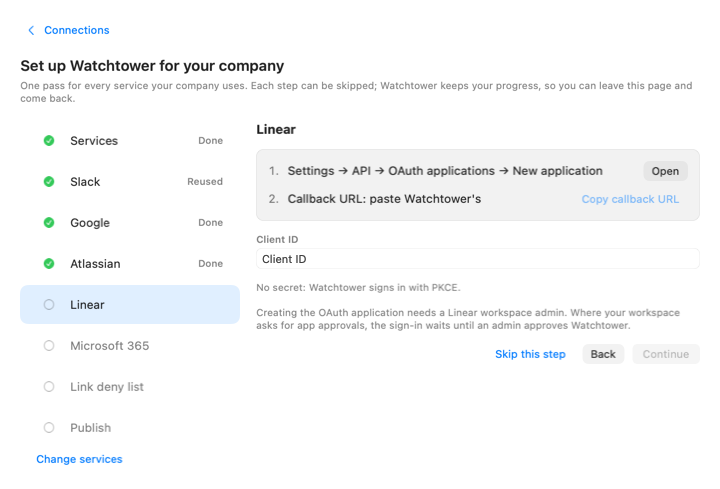 Connections
Set up Watchtower for your company
One pass for every service your company uses. Each step can be skipped; Watchtower keeps your progress, so you can leave this page and
come back.
Services Done
Slack Reused
Google Done
Atlassian Done
Linear
Microsoft 365
Link deny list
Publish
Change services
Linear
1. Settings → API → OAuth applications → New application Open
2. Callback URL: paste Watchtower's Copy callback URL
Client ID
Client ID
No secret: Watchtower signs in with PKCE.
Creating the OAuth application needs a Linear workspace admin. Where your workspace
asks for app approvals, the sign-in waits until an admin approves Watchtower.
Skip this step Back Continue